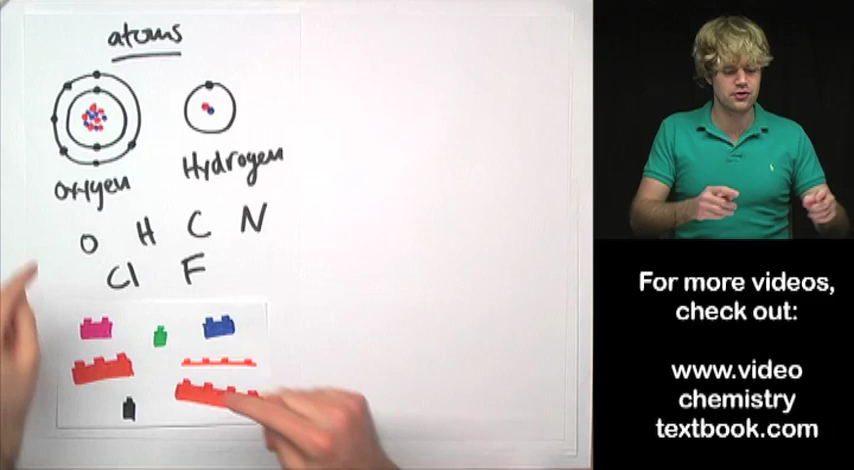 atoms
Oxygen
Hydrogen
O H C N
Cl F
For more videos,
check out:
www.video
chemistry
textbook.com